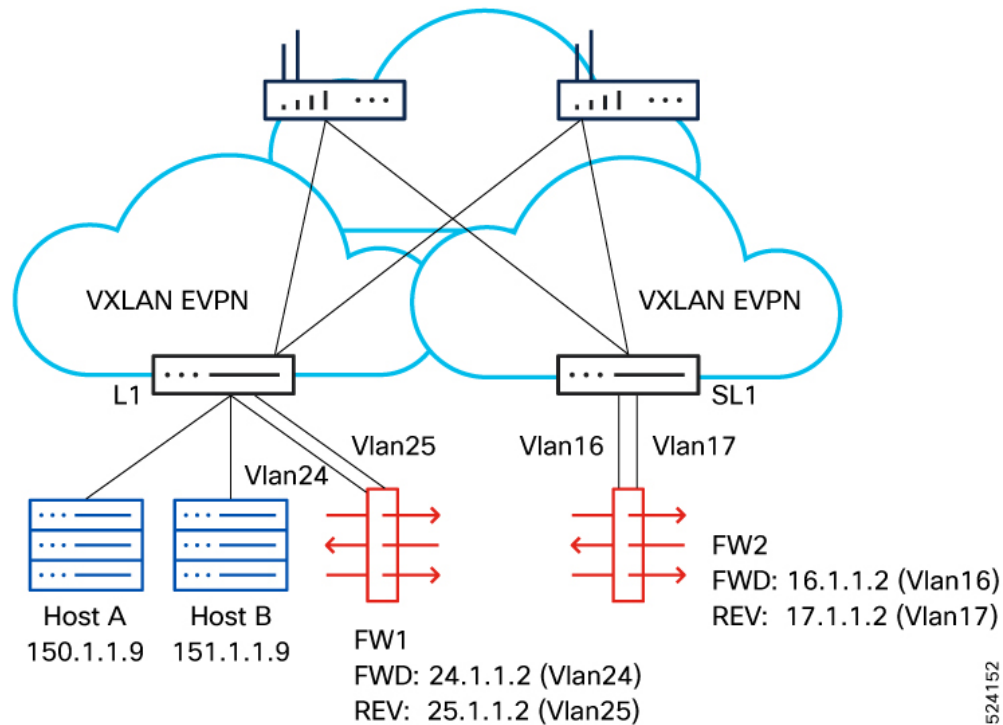 VXLAN EVPN
VXLAN EVPN
L1
SL1
Vlan25
Vlan24
Vlan16
Vlan17
Host A
150.1.1.9
Host B
151.1.1.9
FW1
FWD: 24.1.1.2 (Vlan24)
REV: 25.1.1.2 (Vlan25)
FW2
FWD: 16.1.1.2 (Vlan16)
REV: 17.1.1.2 (Vlan17)
524152